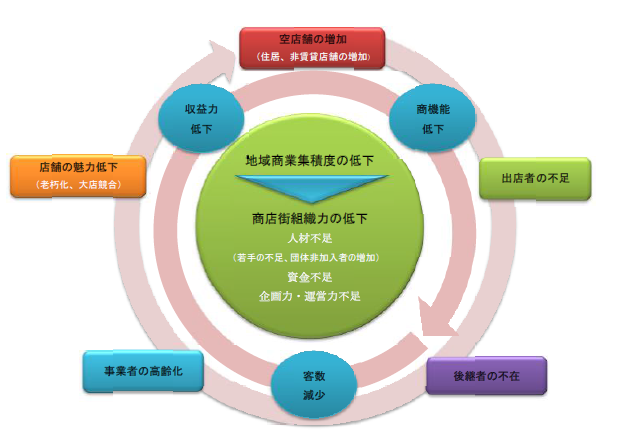 空店舗の増加
（住居、非賃貸店舗の増加）
収益力
低下
商機能
低下
店舗の魅力低下
（老朽化、大店競合）
地域商業集積度の低下
出店者の不足
商店街組織力の低下
人材不足
（若手の不足、団体非加入者の増加）
資金不足
企画力・運営力不足
事業者の高齢化
客数
減少
後継者の不在